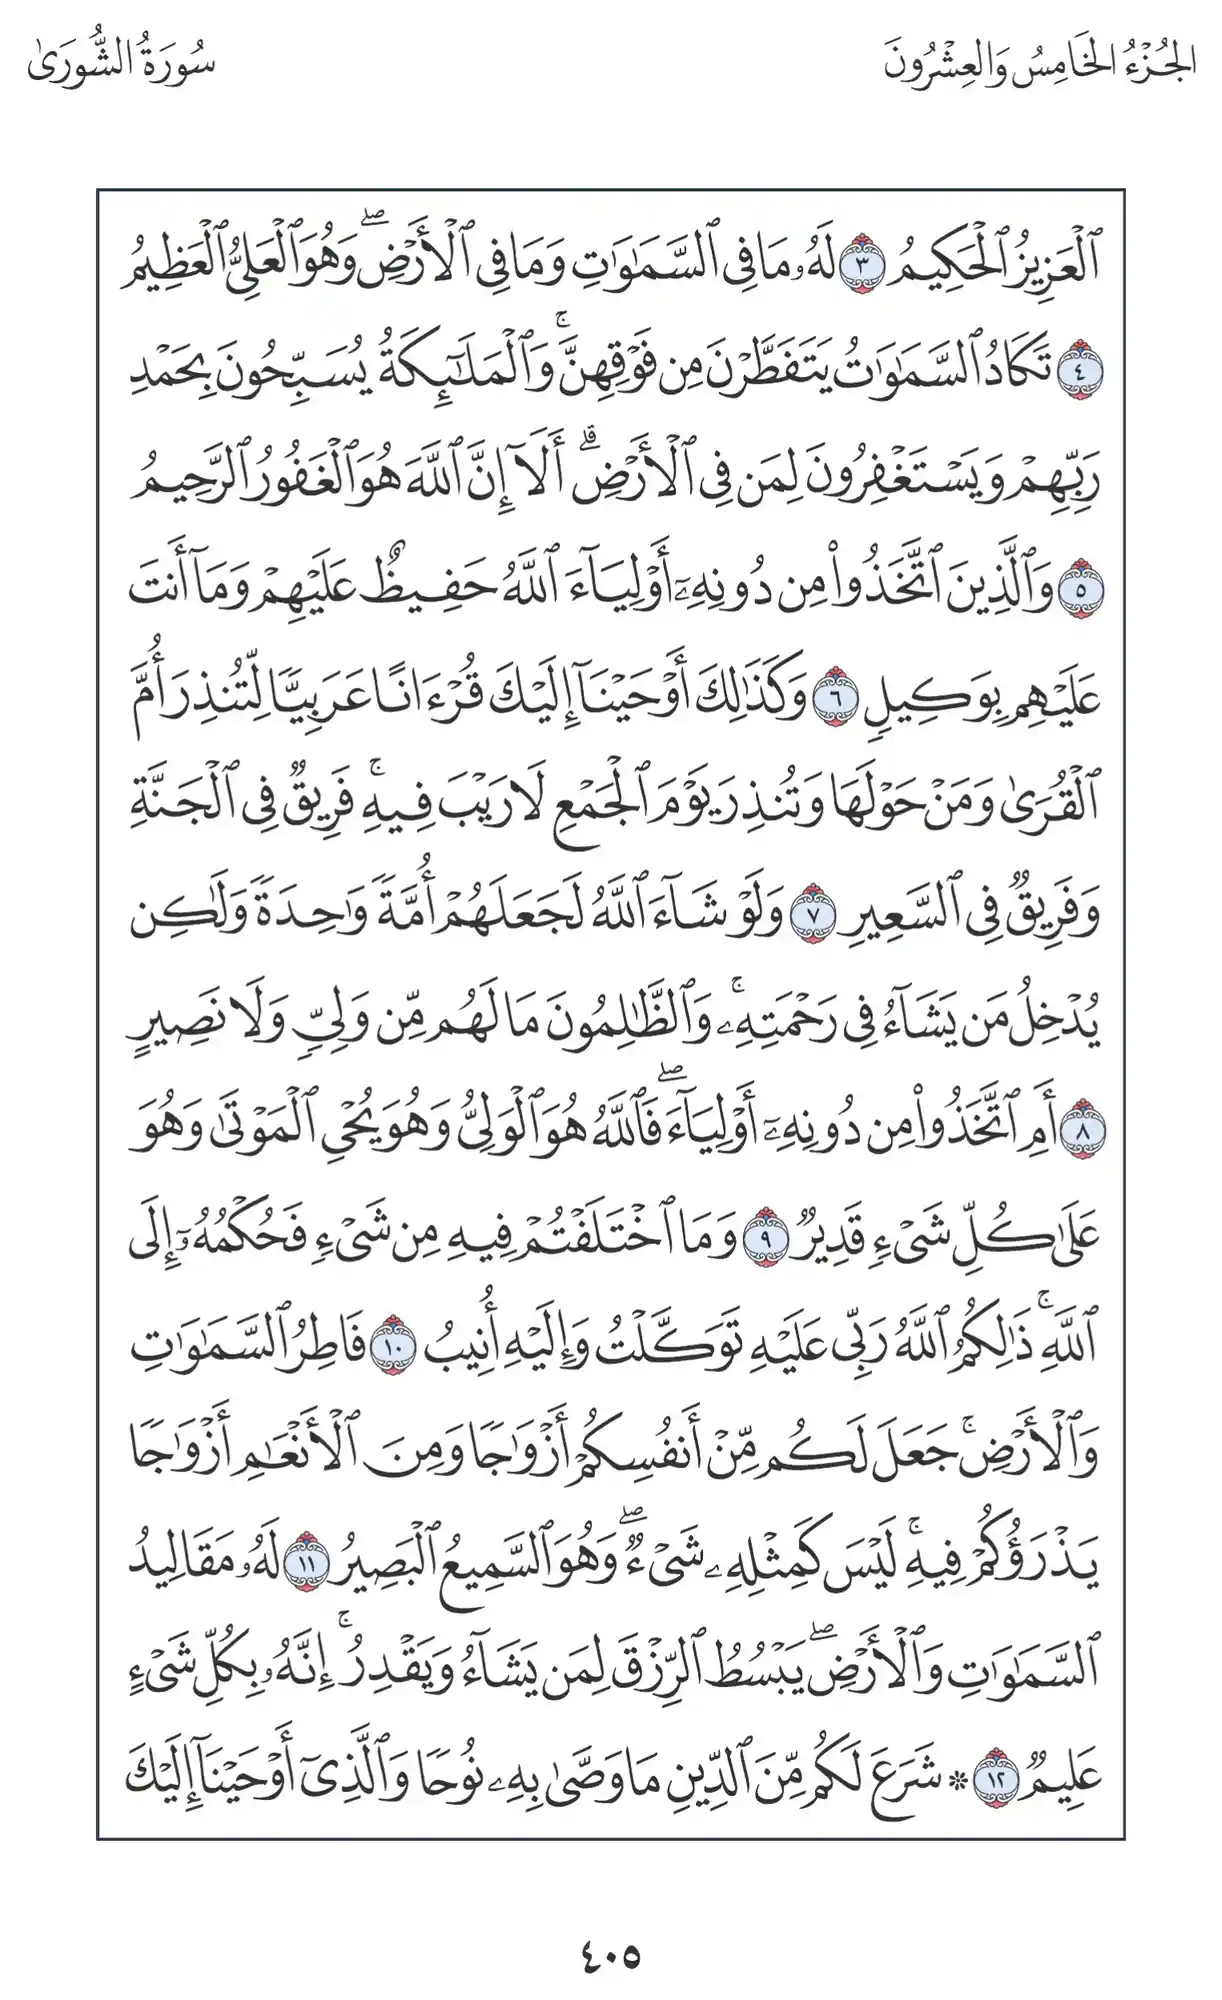 الجُزْءُ الخَامِسُ وَالعِشْرُونَ
سُورَةُ الشُّورَىٰ
ٱلْعَزِيزُ ٱلْحَكِيمُ ٣ لَهُۥ مَا فِى ٱلسَّمَٰوَٰتِ وَمَا فِى ٱلْأَرْضِۖ وَهُوَ ٱلْعَلِىُّ ٱلْعَظِيمُ
٤ تَكَادُ ٱلسَّمَٰوَٰتُ يَتَفَطَّرْنَ مِن فَوْقِهِنَّۚ وَٱلْمَلَٰٓئِكَةُ يُسَبِّحُونَ بِحَمْدِ
رَبِّهِمْ وَيَسْتَغْفِرُونَ لِمَن فِى ٱلْأَرْضِۗ أَلَآ إِنَّ ٱللَّهَ هُوَ ٱلْغَفُورُ ٱلرَّحِيمُ
٥ وَٱلَّذِينَ ٱتَّخَذُوا۟ مِن دُونِهِۦٓ أَوْلِيَآءَ ٱللَّهُ حَفِيظٌ عَلَيْهِمْ وَمَآ أَنتَ
عَلَيْهِم بِوَكِيلٍ ٦ وَكَذَٰلِكَ أَوْحَيْنَآ إِلَيْكَ قُرْءَانًا عَرَبِيًّا لِّتُنذِرَ أُمَّ
ٱلْقُرَىٰ وَمَنْ حَوْلَهَا وَتُنذِرَ يَوْمَ ٱلْجَمْعِ لَا رَيْبَ فِيهِۚ فَرِيقٌ فِى ٱلْجَنَّةِ
وَفَرِيقٌ فِى ٱلسَّعِيرِ ٧ وَلَوْ شَآءَ ٱللَّهُ لَجَعَلَهُمْ أُمَّةً وَٰحِدَةً وَلَٰكِن
يُدْخِلُ مَن يَشَآءُ فِى رَحْمَتِهِۦۚ وَٱلظَّٰلِمُونَ مَا لَهُم مِّن وَلِىٍّ وَلَا نَصِيرٍ
٨ أَمِ ٱتَّخَذُوا۟ مِن دُونِهِۦٓ أَوْلِيَآءَۖ فَٱللَّهُ هُوَ ٱلْوَلِىُّ وَهُوَ يُحْىِ ٱلْمَوْتَىٰ وَهُوَ
عَلَىٰ كُلِّ شَىْءٍ قَدِيرٌ ٩ وَمَا ٱخْتَلَفْتُمْ فِيهِ مِن شَىْءٍ فَحُكْمُهُۥٓ إِلَى
ٱللَّهِۚ ذَٰلِكُمُ ٱللَّهُ رَبِّى عَلَيْهِ تَوَكَّلْتُ وَإِلَيْهِ أُنِيبُ ١٠ فَاطِرُ ٱلسَّمَٰوَٰتِ
وَٱلْأَرْضِۚ جَعَلَ لَكُم مِّنْ أَنفُسِكُمْ أَزْوَٰجًا وَمِنَ ٱلْأَنْعَٰمِ أَزْوَٰجًا
يَذْرَؤُكُمْ فِيهِۚ لَيْسَ كَمِثْلِهِۦ شَىْءٌۖ وَهُوَ ٱلسَّمِيعُ ٱلْبَصِيرُ ١١ لَهُۥ مَقَالِيدُ
ٱلسَّمَٰوَٰتِ وَٱلْأَرْضِۖ يَبْسُطُ ٱلرِّزْقَ لِمَن يَشَآءُ وَيَقْدِرُۚ إِنَّهُۥ بِكُلِّ شَىْءٍ
عَلِيمٌ ١٢ * شَرَعَ لَكُم مِّنَ ٱلدِّينِ مَا وَصَّىٰ بِهِۦ نُوحًا وَٱلَّذِىٓ أَوْحَيْنَآ إِلَيْكَ
٤٠٥